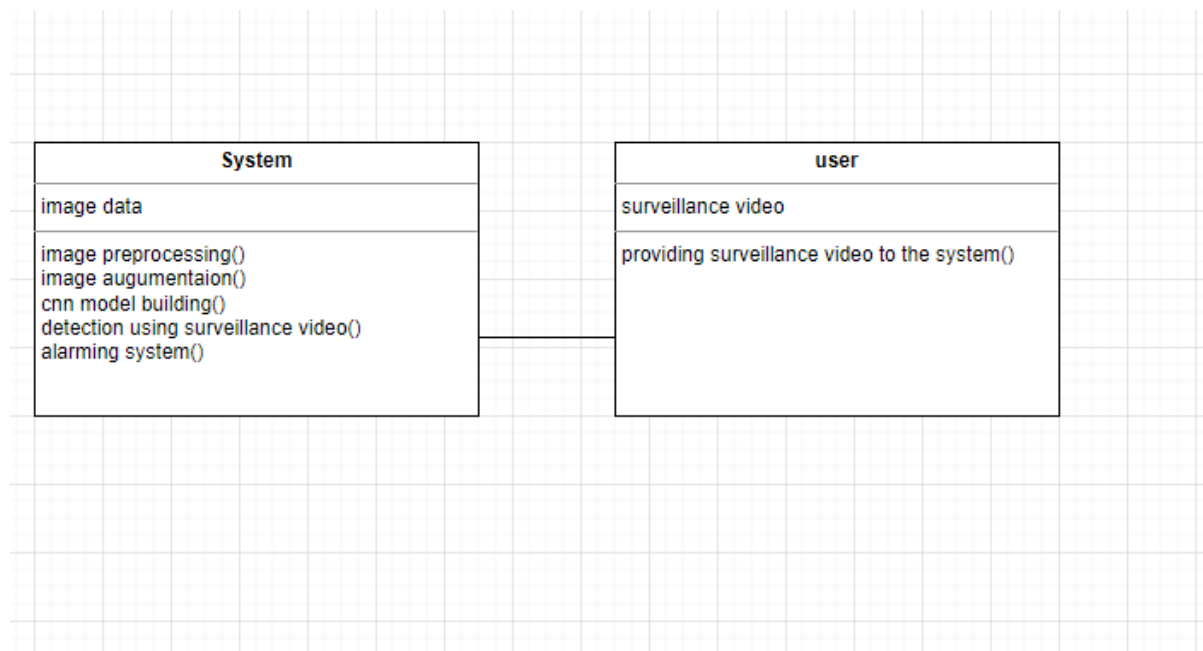 System
image data
image preprocessing()
image augumentaion()
cnn model building()
detection using surveillance video()
alarming system()
user
surveillance video
providing surveillance video to the system()